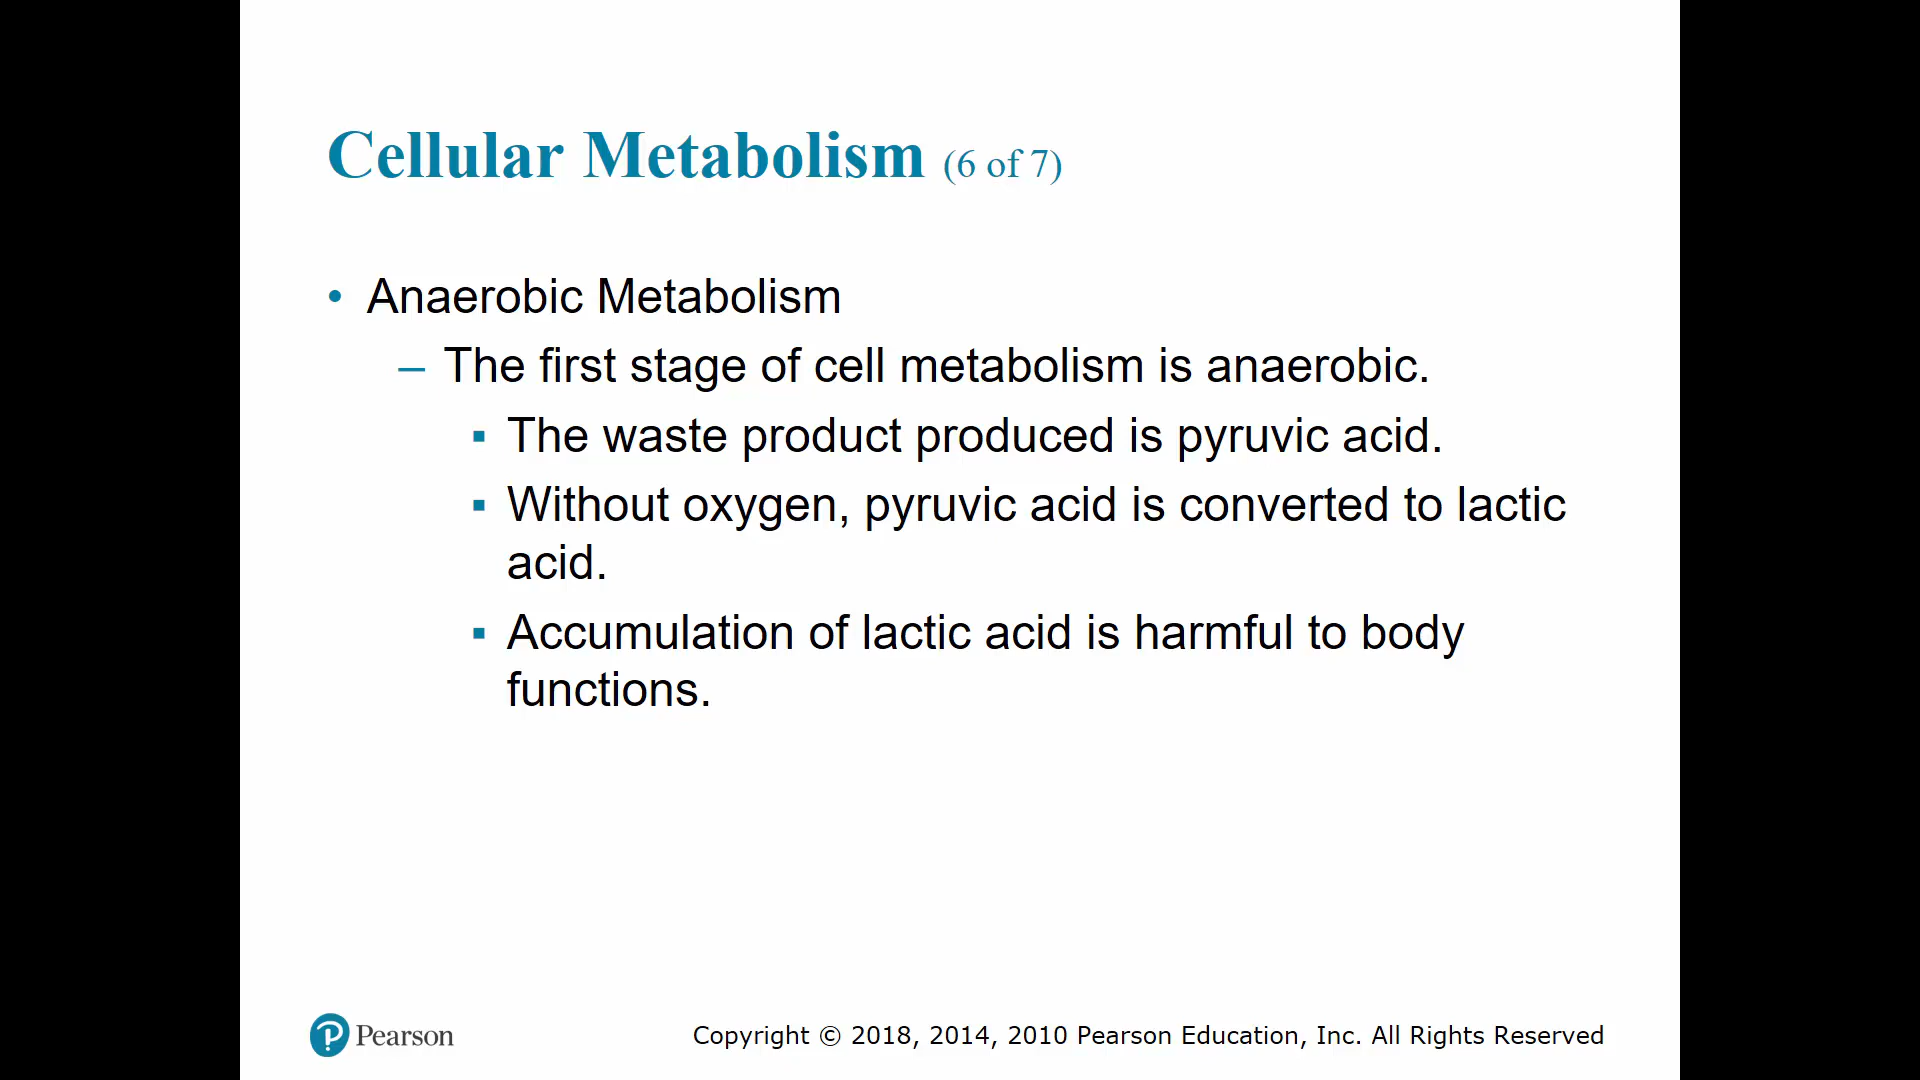 Cellular Metabolism (6 of 7)
• Anaerobic Metabolism
– The first stage of cell metabolism is anaerobic.
▪ The waste product produced is pyruvic acid.
▪ Without oxygen, pyruvic acid is converted to lactic
acid.
▪ Accumulation of lactic acid is harmful to body
functions.
Pearson
Copyright © 2018, 2014, 2010 Pearson Education, Inc. All Rights Reserved